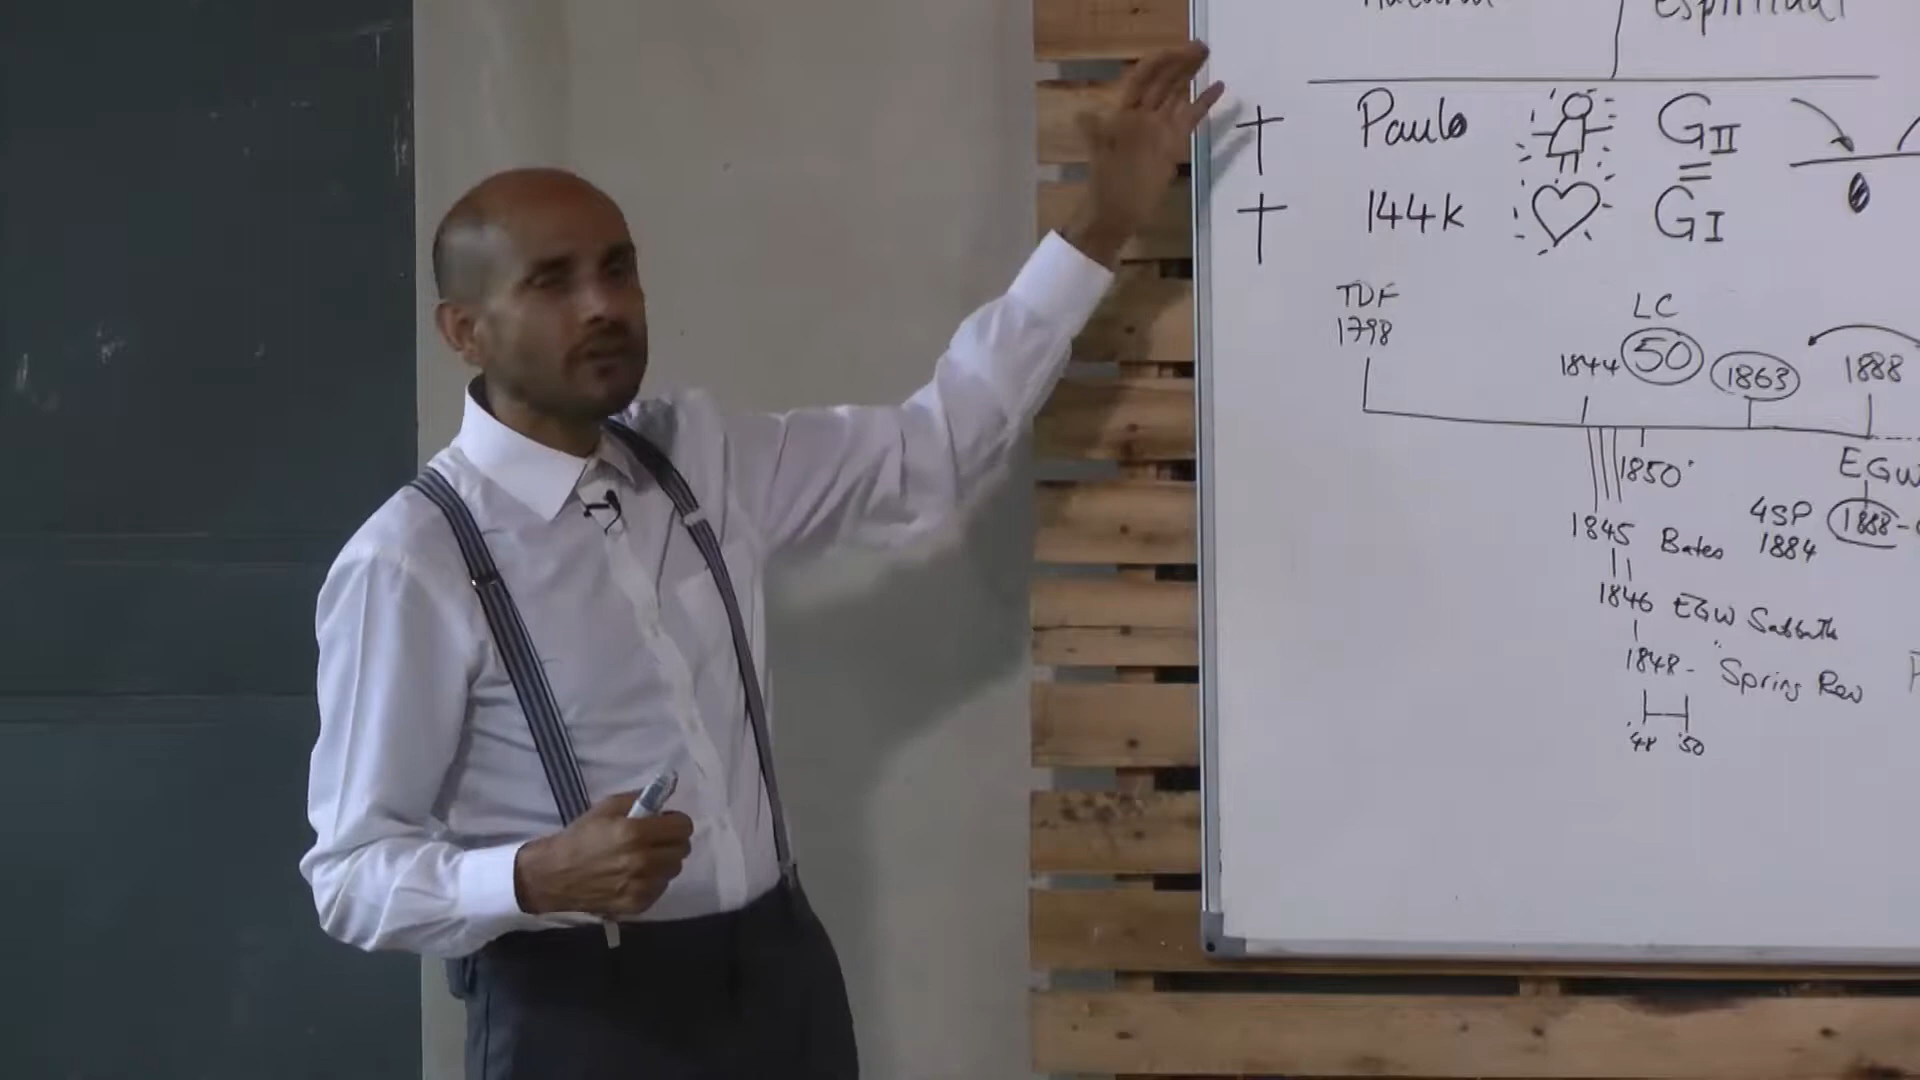 espiritual
† Paulo GII
† 144k GI
TDF
1798
LC
1844 50 1863 1888
1850
EGW
1845 Bates
4SP
1884
1888-
1846 EGW Sabbath
1848- Spring Rev
'48 '50